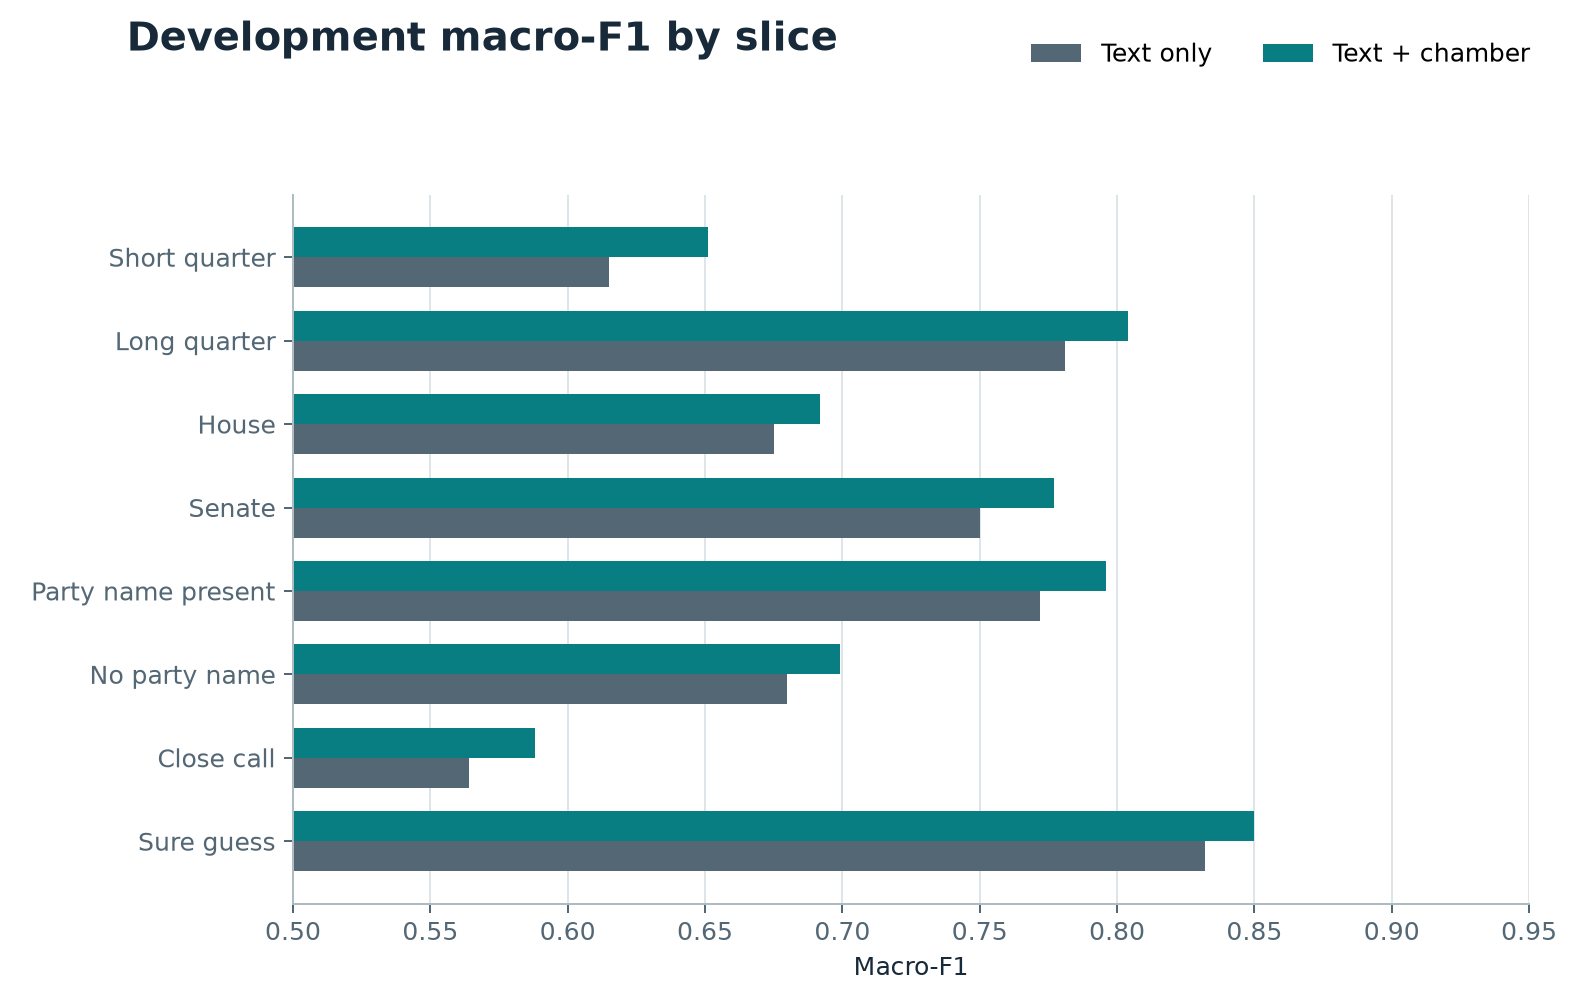 Development macro-F1 by slice
Text only
Text + chamber
Short quarter
Long quarter
House
Senate
Party name present
No party name
Close call
Sure guess
0.50 0.55 0.60 0.65 0.70 0.75 0.80 0.85 0.90 0.95
Macro-F1